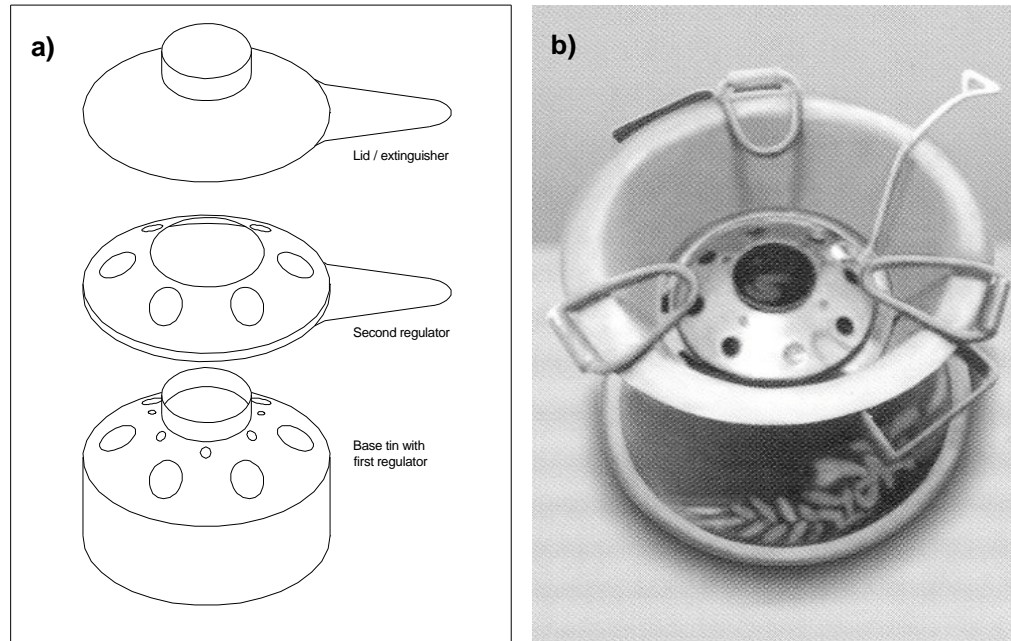 a)
Lid / extinguisher
Second regulator
Base tin with
first regulator
b)